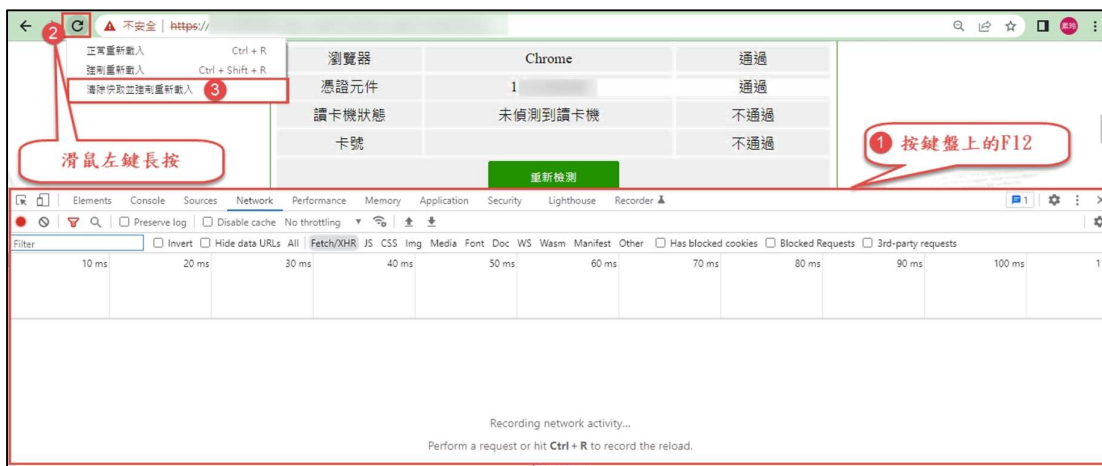 不安全 https://
素玲
2
正常重新載入 Ctrl + R
強制重新載入 Ctrl + Shift + R
清除快取並強制重新載入 3
瀏覽器 Chrome 通過
憑證元件 1 通過
讀卡機狀態 未偵測到讀卡機 不通過
卡號 不通過
重新檢測
滑鼠左鍵長按
1 按鍵盤上的F12
Elements Console Sources Network Performance Memory Application Security Lighthouse Recorder 1
Preserve log Disable cache No throttling
Filter Invert Hide data URLs All Fetch/XHR JS CSS Img Media Font Doc WS Wasm Manifest Other Has blocked cookies Blocked Requests 3rd-party requests
10 ms 20 ms 30 ms 40 ms 50 ms 60 ms 70 ms 80 ms 90 ms 100 ms 1
Recording network activity...
Perform a request or hit Ctrl + R to record the reload.